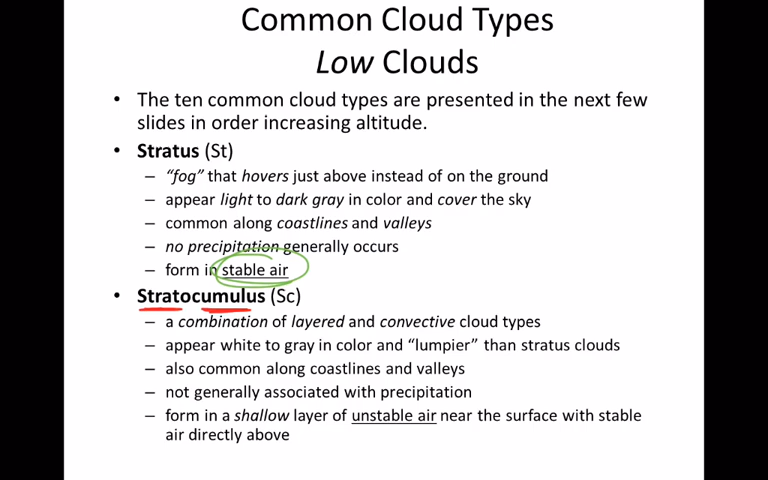 Common Cloud Types
Low Clouds
• The ten common cloud types are presented in the next few
slides in order increasing altitude.
• Stratus (St)
– “fog” that hovers just above instead of on the ground
– appear light to dark gray in color and cover the sky
– common along coastlines and valleys
– no precipitation generally occurs
– form in stable air
• Stratocumulus (Sc)
– a combination of layered and convective cloud types
– appear white to gray in color and “lumpier” than stratus clouds
– also common along coastlines and valleys
– not generally associated with precipitation
– form in a shallow layer of unstable air near the surface with stable
air directly above